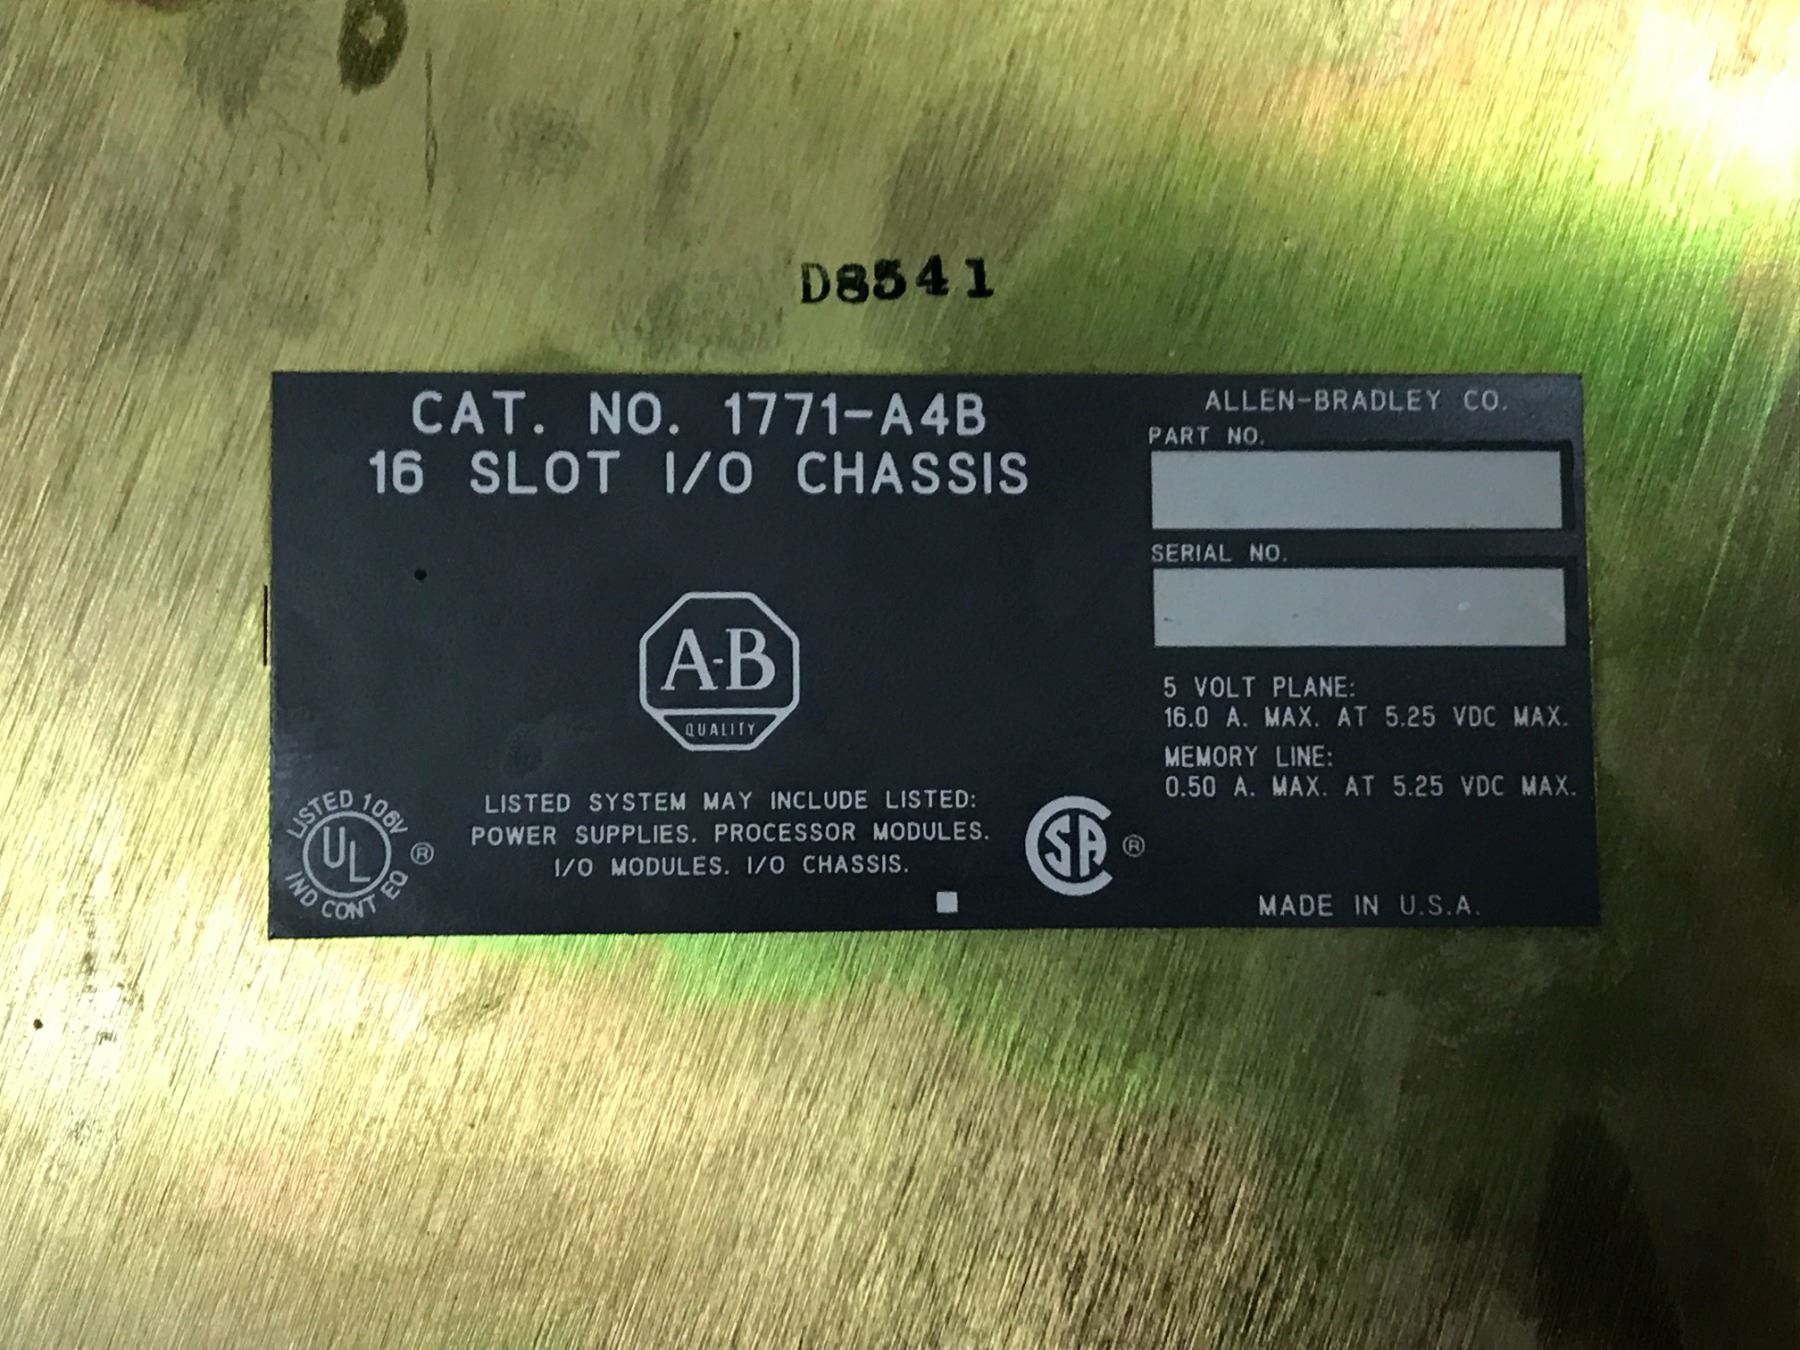 D8541
CAT. NO. 1771-A4B
16 SLOT I/O CHASSIS
A-B
QUALITY
LISTED 106V
UL ®
IND CONT EQ
LISTED SYSTEM MAY INCLUDE LISTED:
POWER SUPPLIES. PROCESSOR MODULES.
I/O MODULES. I/O CHASSIS.
SA ®
ALLEN-BRADLEY CO.
PART NO.
SERIAL NO.
5 VOLT PLANE:
16.0 A. MAX. AT 5.25 VDC MAX.
MEMORY LINE:
0.50 A. MAX. AT 5.25 VDC MAX.
MADE IN U.S.A.